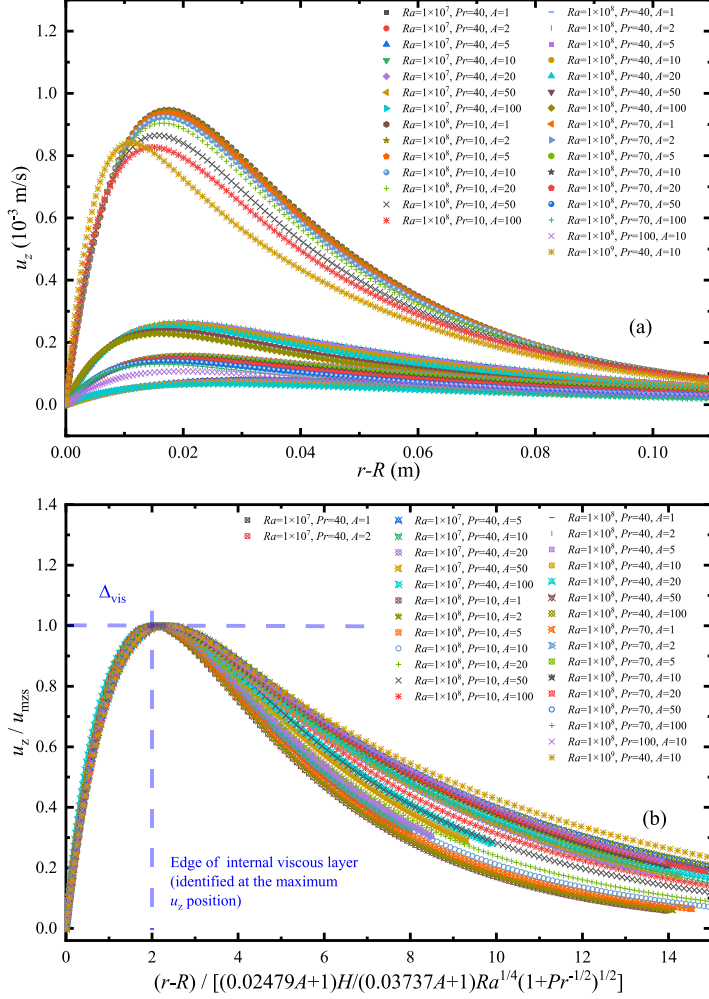 1.2
1.0
0.8
0.6
0.4
0.2
0.0
u_z (10^-3 m/s)
Ra=1×10^7, Pr=40, A=1
Ra=1×10^7, Pr=40, A=2
Ra=1×10^7, Pr=40, A=5
Ra=1×10^7, Pr=40, A=10
Ra=1×10^7, Pr=40, A=20
Ra=1×10^7, Pr=40, A=50
Ra=1×10^7, Pr=40, A=100
Ra=1×10^8, Pr=10, A=1
Ra=1×10^8, Pr=10, A=2
Ra=1×10^8, Pr=10, A=5
Ra=1×10^8, Pr=10, A=10
Ra=1×10^8, Pr=10, A=20
Ra=1×10^8, Pr=10, A=50
Ra=1×10^8, Pr=10, A=100
Ra=1×10^8, Pr=40, A=1
Ra=1×10^8, Pr=40, A=2
Ra=1×10^8, Pr=40, A=5
Ra=1×10^8, Pr=40, A=10
Ra=1×10^8, Pr=40, A=20
Ra=1×10^8, Pr=40, A=50
Ra=1×10^8, Pr=40, A=100
Ra=1×10^8, Pr=70, A=1
Ra=1×10^8, Pr=70, A=2
Ra=1×10^8, Pr=70, A=5
Ra=1×10^8, Pr=70, A=10
Ra=1×10^8, Pr=70, A=20
Ra=1×10^8, Pr=70, A=50
Ra=1×10^8, Pr=70, A=100
Ra=1×10^8, Pr=100, A=10
Ra=1×10^9, Pr=40, A=10
(a)
0.00 0.02 0.04 0.06 0.08 0.10
r-R (m)
1.4
1.2
1.0
0.8
0.6
0.4
0.2
0.0
u_z / u_mzs
Ra=1×10^7, Pr=40, A=1
Ra=1×10^7, Pr=40, A=2
Ra=1×10^7, Pr=40, A=5
Ra=1×10^7, Pr=40, A=10
Ra=1×10^7, Pr=40, A=20
Ra=1×10^7, Pr=40, A=50
Ra=1×10^7, Pr=40, A=100
Ra=1×10^8, Pr=10, A=1
Ra=1×10^8, Pr=10, A=2
Ra=1×10^8, Pr=10, A=5
Ra=1×10^8, Pr=10, A=10
Ra=1×10^8, Pr=10, A=20
Ra=1×10^8, Pr=10, A=50
Ra=1×10^8, Pr=10, A=100
Ra=1×10^8, Pr=40, A=1
Ra=1×10^8, Pr=40, A=2
Ra=1×10^8, Pr=40, A=5
Ra=1×10^8, Pr=40, A=10
Ra=1×10^8, Pr=40, A=20
Ra=1×10^8, Pr=40, A=50
Ra=1×10^8, Pr=40, A=100
Ra=1×10^8, Pr=70, A=1
Ra=1×10^8, Pr=70, A=2
Ra=1×10^8, Pr=70, A=5
Ra=1×10^8, Pr=70, A=10
Ra=1×10^8, Pr=70, A=20
Ra=1×10^8, Pr=70, A=50
Ra=1×10^8, Pr=70, A=100
Ra=1×10^8, Pr=100, A=10
Ra=1×10^9, Pr=40, A=10
Δ_vis
(b)
Edge of internal viscous layer
(identified at the maximum
u_z position)
0 2 4 6 8 10 12 14
(r-R) / [(0.02479A+1)H/(0.03737A+1)Ra^1/4(1+Pr^-1/2)^1/2]